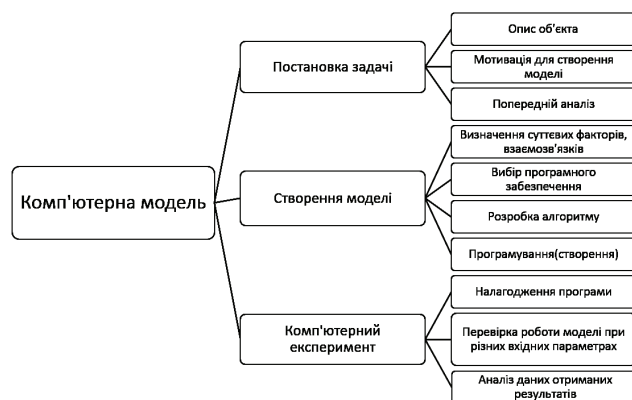 Комп'ютерна модель
Постановка задачі
Опис об'єкта
Мотивація для створення
моделі
Попередній аналіз
Створення моделі
Визначення суттєвих факторів,
взаємозв'язків
Вибір програмного
забезпечення
Розробка алгоритму
Програмування(створення)
Комп'ютерний
експеримент
Налагодження програми
Перевірка роботи моделі при
різних вхідних параметрах
Аналіз даних отриманих
результатів